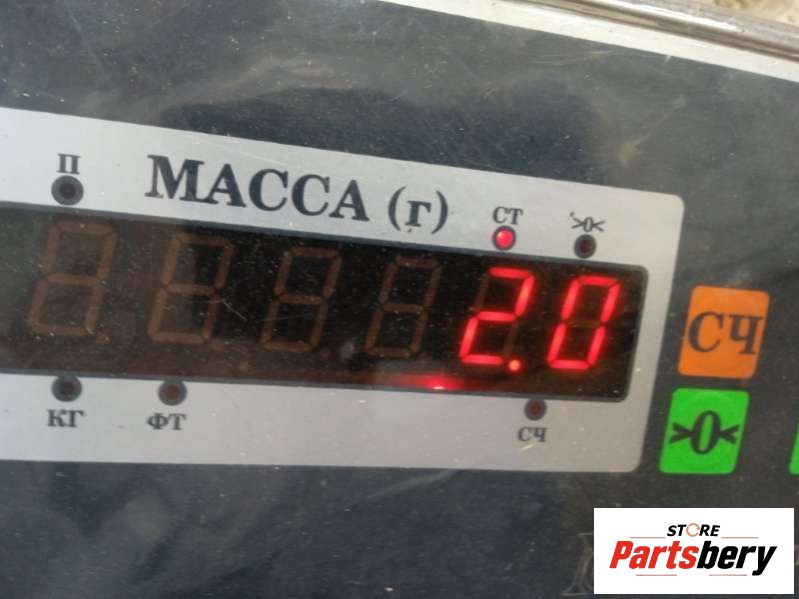 П
МАССА (г)
СТ
>0<
2.0
СЧ
>0<
КГ
ФТ
СЧ
STORE
Partsbery